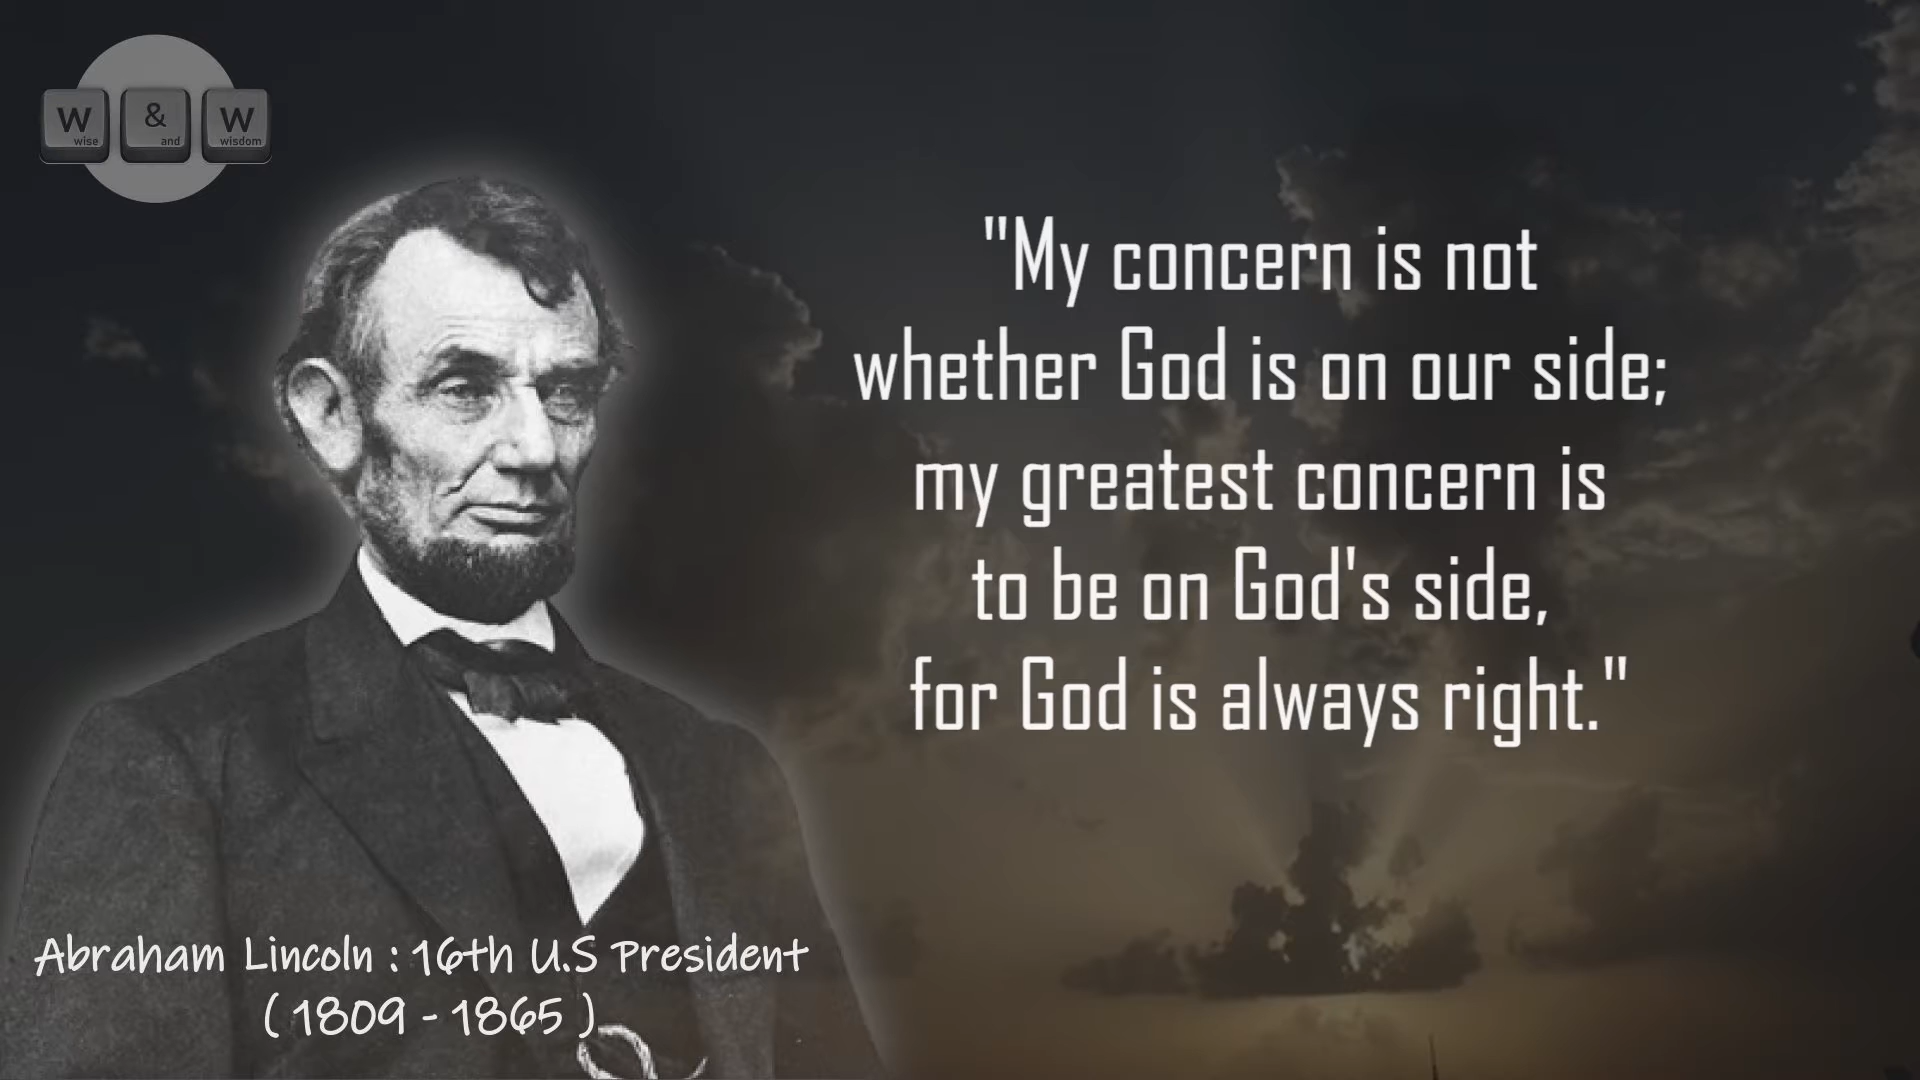 W & W
wise and wisdom
"My concern is not
whether God is on our side;
my greatest concern is
to be on God's side,
for God is always right."
Abraham Lincoln : 16th U.S President
( 1809 - 1865 )